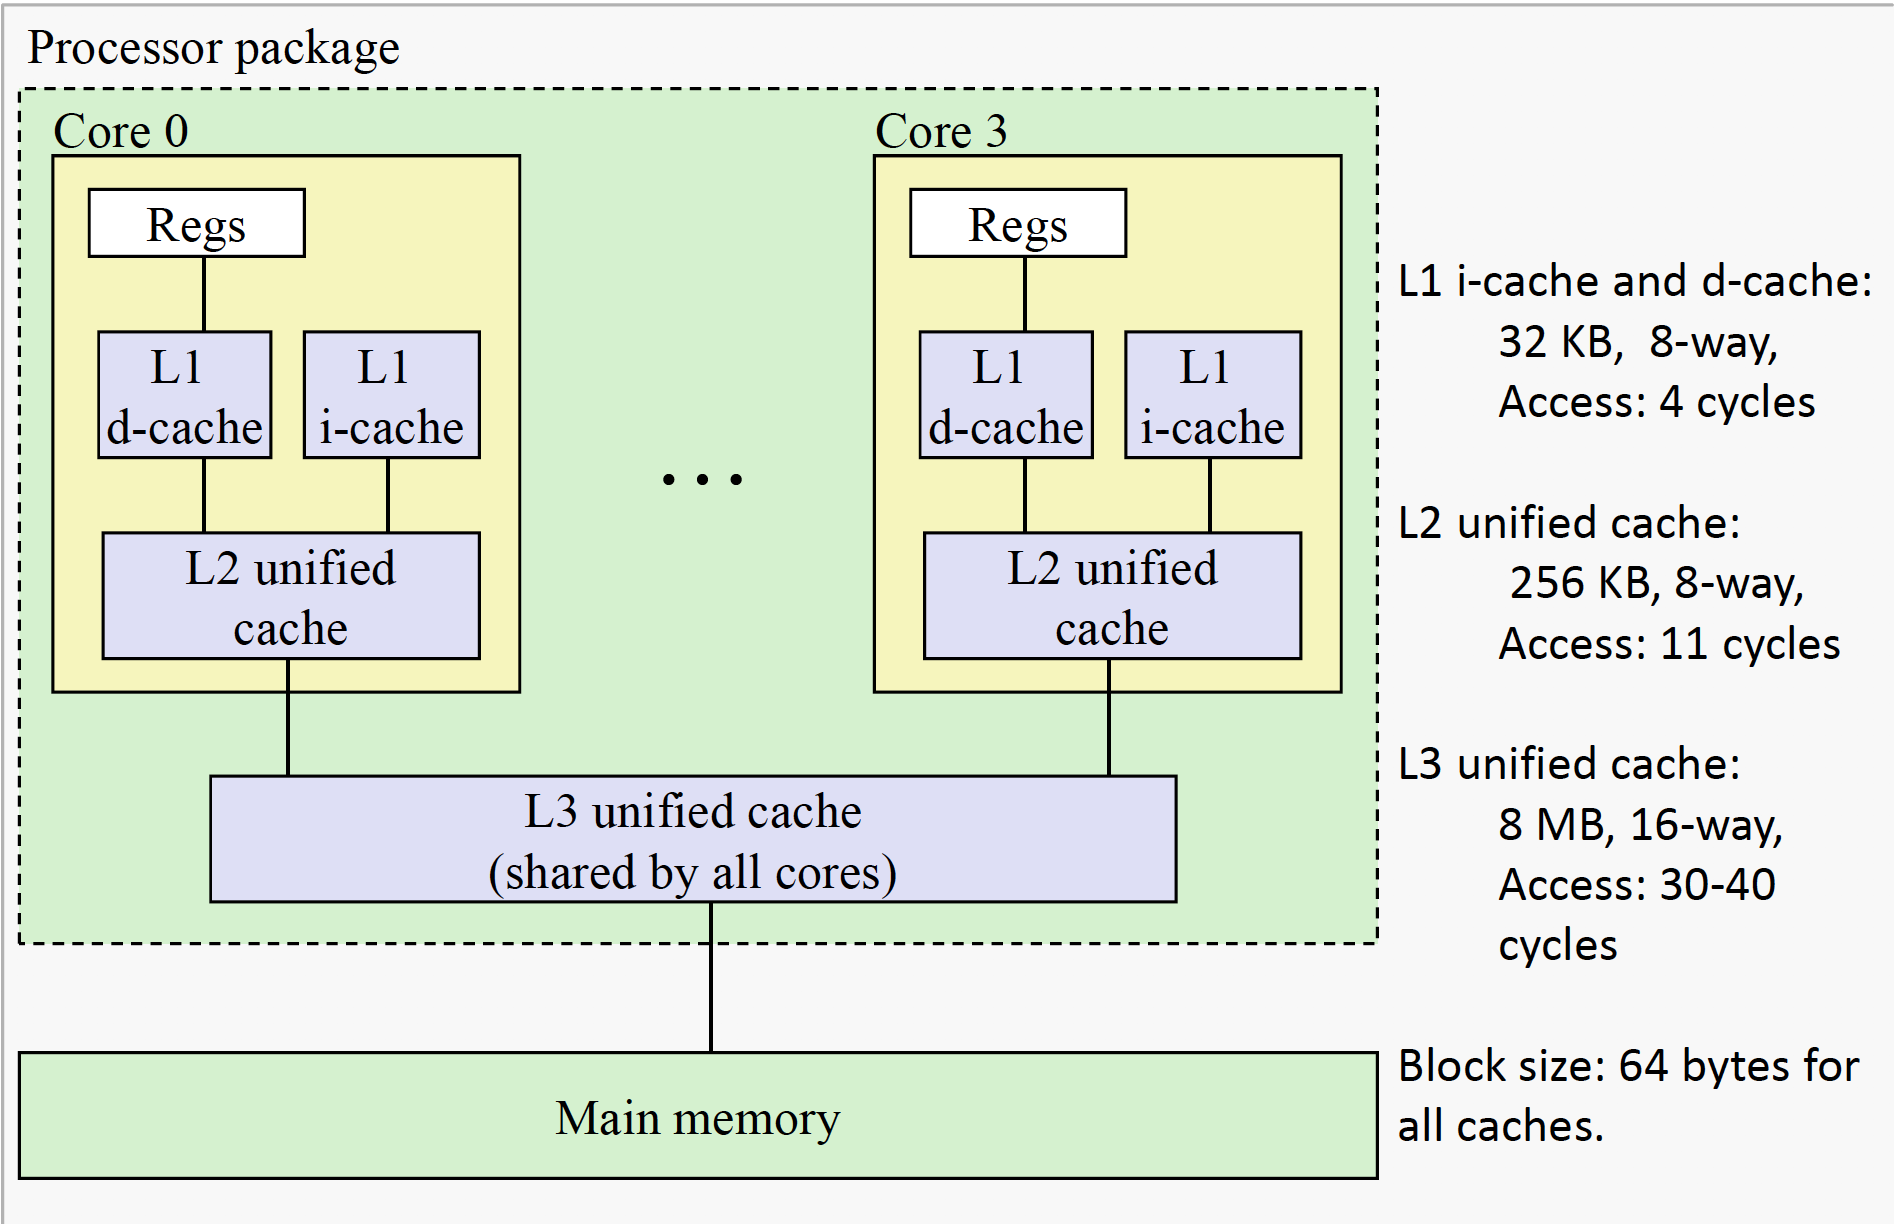 Processor package
Core 0
Regs
L1
d-cache
L1
i-cache
L2 unified
cache
...
Core 3
Regs
L1
d-cache
L1
i-cache
L2 unified
cache
L3 unified cache
(shared by all cores)
Main memory
L1 i-cache and d-cache:
32 KB, 8-way,
Access: 4 cycles
L2 unified cache:
256 KB, 8-way,
Access: 11 cycles
L3 unified cache:
8 MB, 16-way,
Access: 30-40
cycles
Block size: 64 bytes for
all caches.